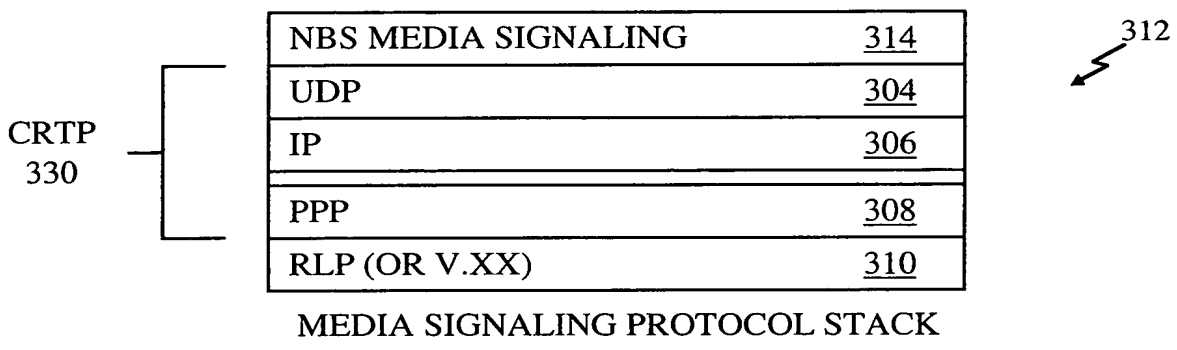 NBS MEDIA SIGNALING 314
312
UDP 304
CRTP
330
IP 306
PPP 308
RLP (OR V.XX) 310
MEDIA SIGNALING PROTOCOL STACK